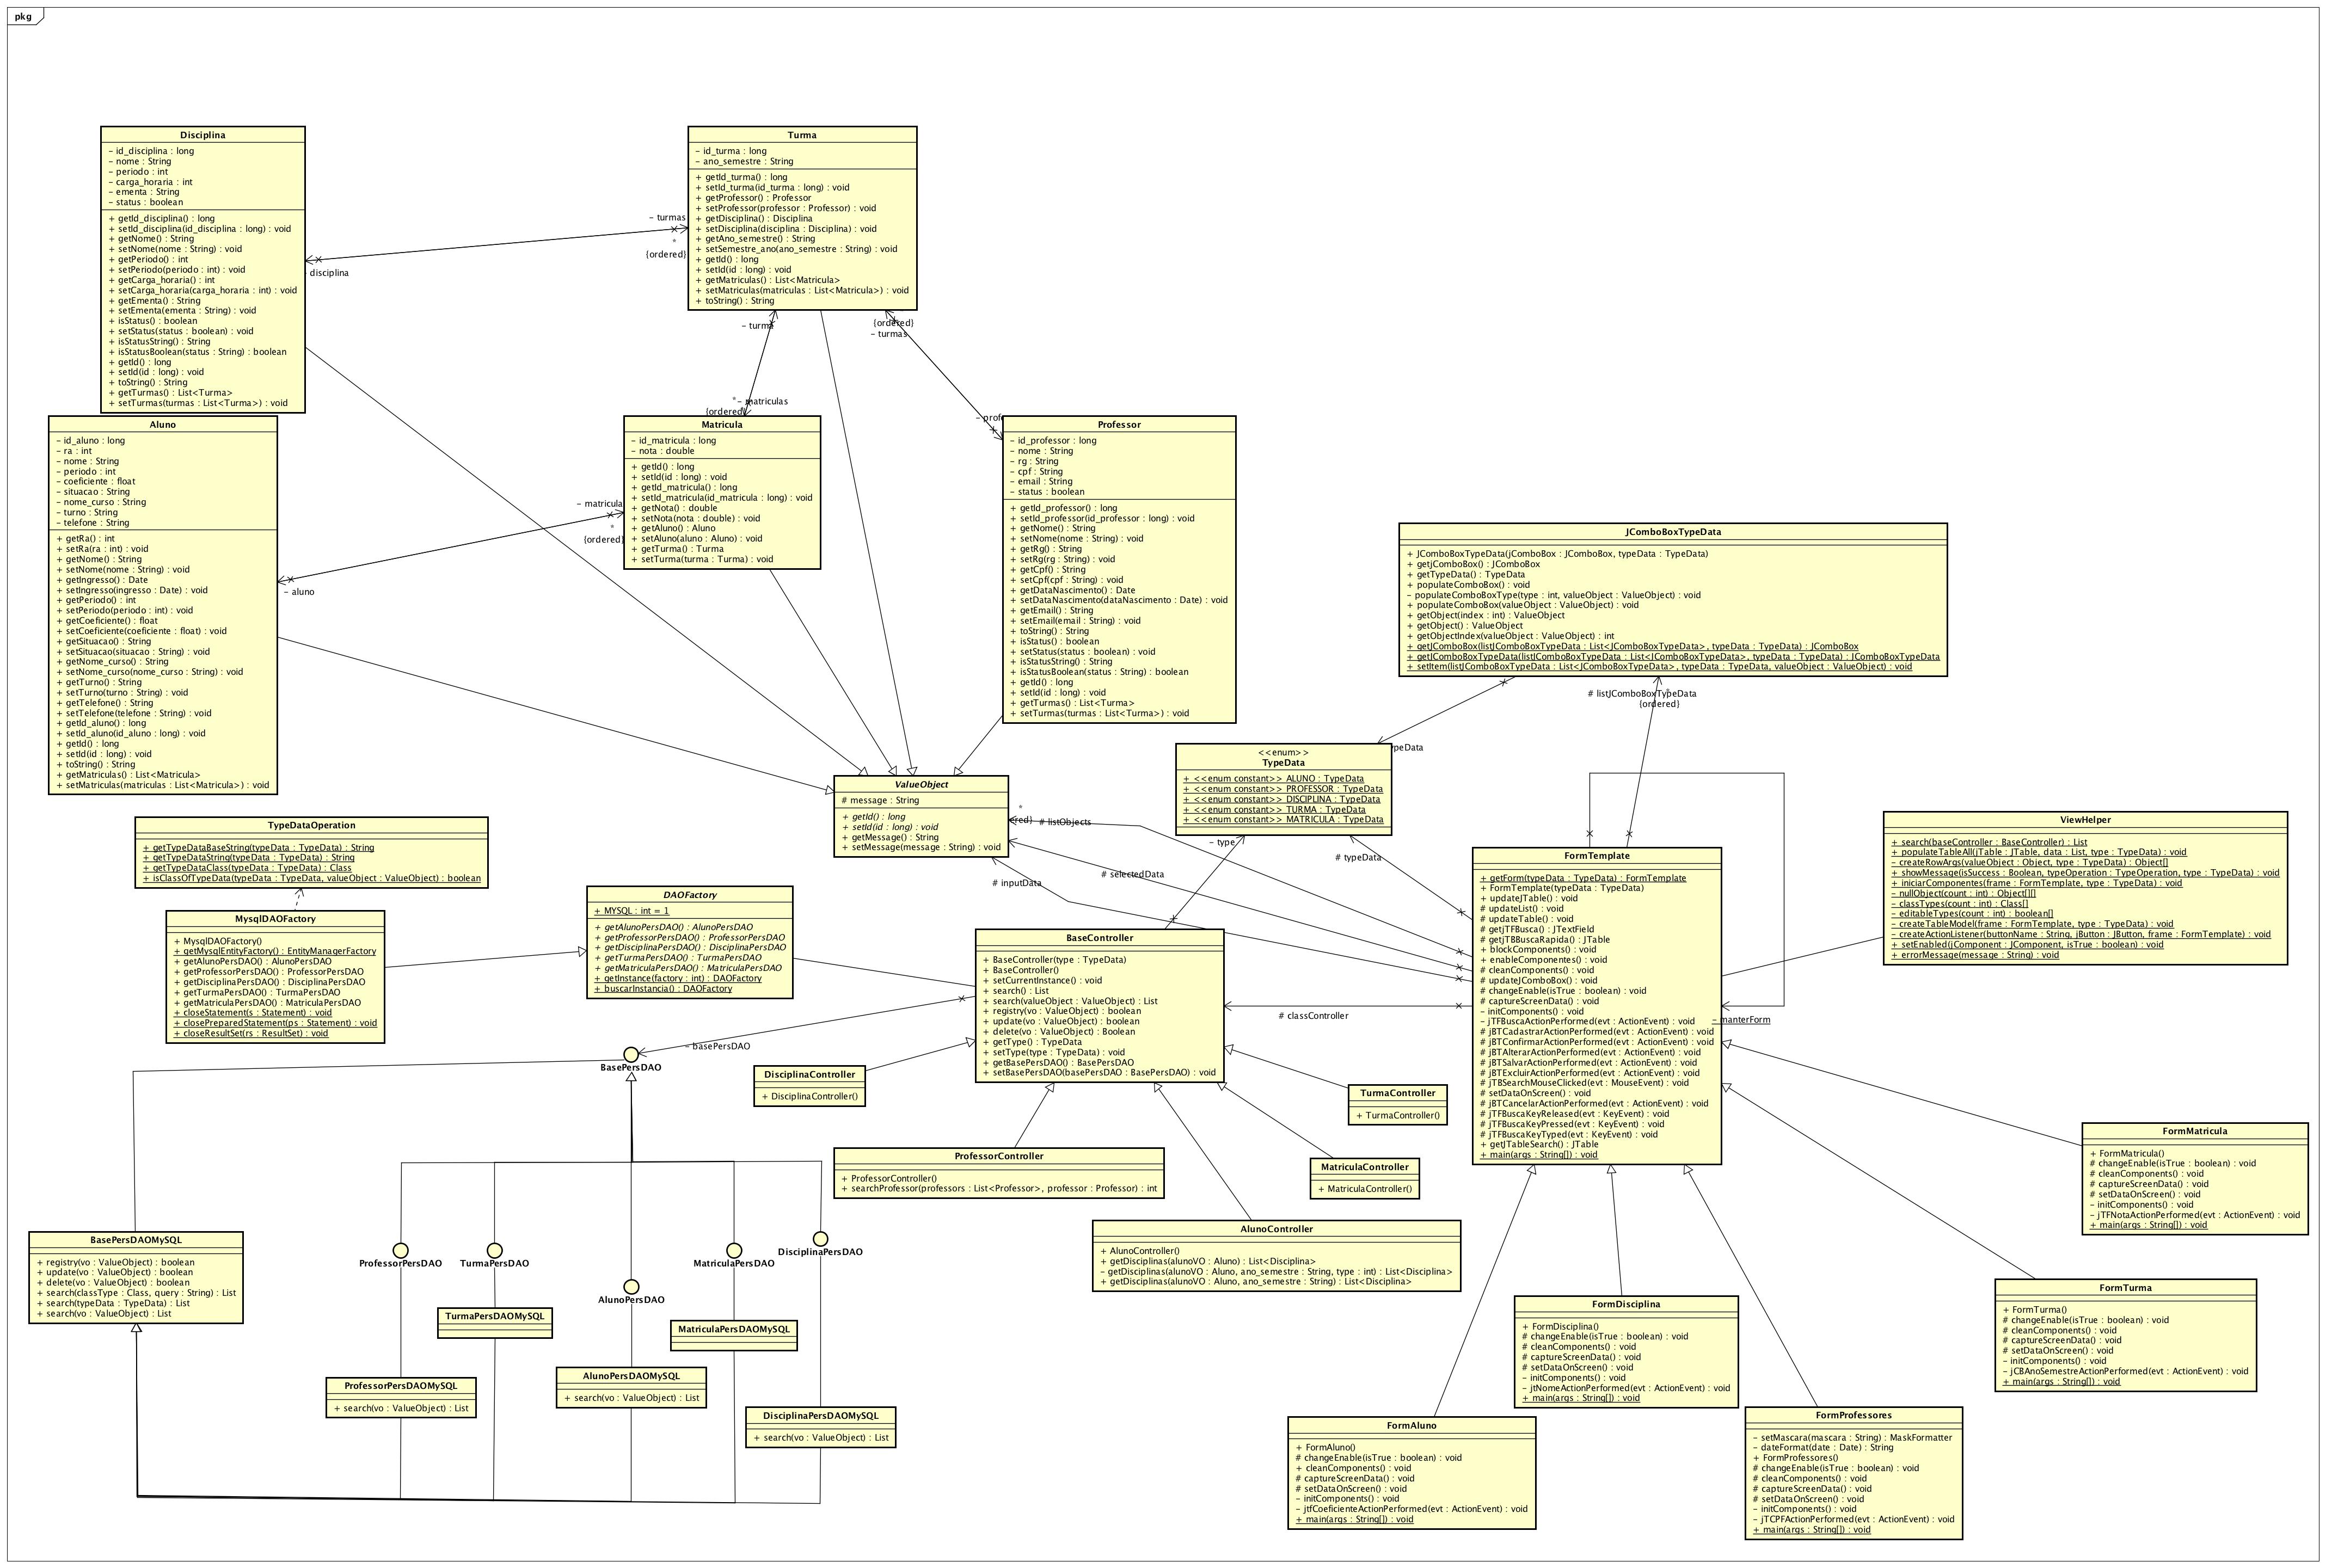 pkg
Disciplina
– id_disciplina : long
– nome : String
– periodo : int
– carga_horaria : int
– ementa : String
– status : boolean
+ getId_disciplina() : long
+ setId_disciplina(id_disciplina : long) : void
+ getNome() : String
+ setNome(nome : String) : void
+ getPeriodo() : int
+ setPeriodo(periodo : int) : void
+ getCarga_horaria() : int
+ setCarga_horaria(carga_horaria : int) : void
+ getEmenta() : String
+ setEmenta(ementa : String) : void
+ isStatus() : boolean
+ setStatus(status : boolean) : void
+ isStatusString() : String
+ isStatusBoolean(status : String) : boolean
+ getId() : long
+ setId(id : long) : void
+ toString() : String
+ getTurmas() : List<Turma>
+ setTurmas(turmas : List<Turma>) : void
Turma
– id_turma : long
– ano_semestre : String
+ getId_turma() : long
+ setId_turma(id_turma : long) : void
+ getProfessor() : Professor
+ setProfessor(professor : Professor) : void
+ getDisciplina() : Disciplina
+ setDisciplina(disciplina : Disciplina) : void
+ getAno_semestre() : String
+ setSemestre_ano(ano_semestre : String) : void
+ getId() : long
+ setId(id : long) : void
+ getMatriculas() : List<Matricula>
+ setMatriculas(matriculas : List<Matricula>) : void
+ toString() : String
– turmas
*
{ordered}
disciplina
– turma
{ordered}
– turmas
* – matriculas
{ordered}
– profe
Aluno
– id_aluno : long
– ra : int
– nome : String
– periodo : int
– coeficiente : float
– situacao : String
– nome_curso : String
– turno : String
– telefone : String
+ getRa() : int
+ setRa(ra : int) : void
+ getNome() : String
+ setNome(nome : String) : void
+ getIngresso() : Date
+ setIngresso(ingresso : Date) : void
+ getPeriodo() : int
+ setPeriodo(periodo : int) : void
+ getCoeficiente() : float
+ setCoeficiente(coeficiente : float) : void
+ getSituacao() : String
+ setSituacao(situacao : String) : void
+ getNome_curso() : String
+ setNome_curso(nome_curso : String) : void
+ getTurno() : String
+ setTurno(turno : String) : void
+ getTelefone() : String
+ setTelefone(telefone : String) : void
+ getId_aluno() : long
+ setId_aluno(id_aluno : long) : void
+ getId() : long
+ setId(id : long) : void
+ toString() : String
+ getMatriculas() : List<Matricula>
+ setMatriculas(matriculas : List<Matricula>) : void
Matricula
– id_matricula : long
– nota : double
+ getId() : long
+ setId(id : long) : void
+ getId_matricula() : long
+ setId_matricula(id_matricula : long) : void
+ getNota() : double
+ setNota(nota : double) : void
+ getAluno() : Aluno
+ setAluno(aluno : Aluno) : void
+ getTurma() : Turma
+ setTurma(turma : Turma) : void
– matricula
*
{ordered}
– aluno
Professor
– id_professor : long
– nome : String
– rg : String
– cpf : String
– email : String
– status : boolean
+ getId_professor() : long
+ setId_professor(id_professor : long) : void
+ getNome() : String
+ setNome(nome : String) : void
+ getRg() : String
+ setRg(rg : String) : void
+ getCpf() : String
+ setCpf(cpf : String) : void
+ getDataNascimento() : Date
+ setDataNascimento(dataNascimento : Date) : void
+ getEmail() : String
+ setEmail(email : String) : void
+ toString() : String
+ isStatus() : boolean
+ setStatus(status : boolean) : void
+ isStatusString() : String
+ isStatusBoolean(status : String) : boolean
+ getId() : long
+ setId(id : long) : void
+ getTurmas() : List<Turma>
+ setTurmas(turmas : List<Turma>) : void
JComboBoxTypeData
+ JComboBoxTypeData(jComboBox : JComboBox, typeData : TypeData)
+ getjComboBox() : JComboBox
+ getTypeData() : TypeData
+ populateComboBox() : void
– populateComboBoxType(type : int, valueObject : ValueObject) : void
+ populateComboBox(valueObject : ValueObject) : void
+ getObject(index : int) : ValueObject
+ getObject() : ValueObject
+ getObjectIndex(valueObject : ValueObject) : int
+ getJComboBox(listJComboBoxTypeData : List<JComboBoxTypeData>, typeData : TypeData) : JComboBox
+ getJComboBoxTypeData(listJComboBoxTypeData : List<JComboBoxTypeData>, typeData : TypeData) : JComboBoxTypeData
+ setItem(listJComboBoxTypeData : List<JComboBoxTypeData>, typeData : TypeData, valueObject : ValueObject) : void
# listJComboBoxTypeData
*
{ordered}
ypeData
<<enum>>
TypeData
+ <<enum constant>> ALUNO : TypeData
+ <<enum constant>> PROFESSOR : TypeData
+ <<enum constant>> DISCIPLINA : TypeData
+ <<enum constant>> TURMA : TypeData
+ <<enum constant>> MATRICULA : TypeData
ValueObject
# message : String
+ getId() : long
+ setId(id : long) : void
+ getMessage() : String
+ setMessage(message : String) : void
*
red}
# listObjects
# selectedData
# inputData
– type
# typeData
TypeDataOperation
+ getTypeDataBaseString(typeData : TypeData) : String
+ getTypeDataString(typeData : TypeData) : String
+ getTypeDataClass(typeData : TypeData) : Class
+ isClassOfTypeData(typeData : TypeData, valueObject : ValueObject) : boolean
MysqlDAOFactory
+ MysqlDAOFactory()
+ getMysqlEntityFactory() : EntityManagerFactory
+ getAlunoPersDAO() : AlunoPersDAO
+ getProfessorPersDAO() : ProfessorPersDAO
+ getDisciplinaPersDAO() : DisciplinaPersDAO
+ getTurmaPersDAO() : TurmaPersDAO
+ getMatriculaPersDAO() : MatriculaPersDAO
+ closeStatement(s : Statement) : void
+ closePreparedStatement(ps : Statement) : void
+ closeResultSet(rs : ResultSet) : void
DAOFactory
+ MYSQL : int = 1
+ getAlunoPersDAO() : AlunoPersDAO
+ getProfessorPersDAO() : ProfessorPersDAO
+ getDisciplinaPersDAO() : DisciplinaPersDAO
+ getTurmaPersDAO() : TurmaPersDAO
+ getMatriculaPersDAO() : MatriculaPersDAO
+ getInstance(factory : int) : DAOFactory
+ buscarInstancia() : DAOFactory
BaseController
+ BaseController(type : TypeData)
+ BaseController()
+ setCurrentInstance() : void
+ search() : List
+ search(valueObject : ValueObject) : List
+ registry(vo : ValueObject) : boolean
+ update(vo : ValueObject) : boolean
+ delete(vo : ValueObject) : Boolean
+ getType() : TypeData
+ setType(type : TypeData) : void
+ getBasePersDAO() : BasePersDAO
+ setBasePersDAO(basePersDAO : BasePersDAO) : void
# classController
– basePersDAO
FormTemplate
+ getForm(typeData : TypeData) : FormTemplate
+ FormTemplate(typeData : TypeData)
+ updateJTable() : void
# updateList() : void
# updateTable() : void
# getjTFBusca() : JTextField
# getjTBBuscaRapida() : JTable
+ blockComponents() : void
+ enableComponentes() : void
# cleanComponents() : void
# updateJComboBox() : void
# changeEnable(isTrue : boolean) : void
# captureScreenData() : void
– initComponents() : void
– jTFBuscaActionPerformed(evt : ActionEvent) : void
# jBTCadastrarActionPerformed(evt : ActionEvent) : void
# jBTConfirmarActionPerformed(evt : ActionEvent) : void
# jBTAlterarActionPerformed(evt : ActionEvent) : void
# jBTSalvarActionPerformed(evt : ActionEvent) : void
# jBTExcluirActionPerformed(evt : ActionEvent) : void
# jTBSearchMouseClicked(evt : MouseEvent) : void
# setDataOnScreen() : void
# jBTCancelarActionPerformed(evt : ActionEvent) : void
# jTFBuscaKeyReleased(evt : KeyEvent) : void
# jTFBuscaKeyPressed(evt : KeyEvent) : void
# jTFBuscaKeyTyped(evt : KeyEvent) : void
+ getJTableSearch() : JTable
+ main(args : String[]) : void
– manterForm
ViewHelper
+ search(baseController : BaseController) : List
+ populateTableAll(jTable : JTable, data : List, type : TypeData) : void
– createRowArgs(valueObject : Object, type : TypeData) : Object[]
+ showMessage(isSuccess : Boolean, typeOperation : TypeOperation, type : TypeData) : void
+ iniciarComponentes(frame : FormTemplate, type : TypeData) : void
– nullObject(count : int) : Object[][]
– classTypes(count : int) : Class[]
– editableTypes(count : int) : boolean[]
– createTableModel(frame : FormTemplate, type : TypeData) : void
– createActionListener(buttonName : String, jButton : JButton, frame : FormTemplate) : void
+ setEnabled(jComponent : JComponent, isTrue : boolean) : void
+ errorMessage(message : String) : void
BasePersDAO
DisciplinaController
+ DisciplinaController()
TurmaController
+ TurmaController()
ProfessorController
+ ProfessorController()
+ searchProfessor(professors : List<Professor>, professor : Professor) : int
MatriculaController
+ MatriculaController()
AlunoController
+ AlunoController()
+ getDisciplinas(alunoVO : Aluno) : List<Disciplina>
– getDisciplinas(alunoVO : Aluno, ano_semestre : String, type : int) : List<Disciplina>
+ getDisciplinas(alunoVO : Aluno, ano_semestre : String) : List<Disciplina>
FormMatricula
+ FormMatricula()
# changeEnable(isTrue : boolean) : void
# cleanComponents() : void
# captureScreenData() : void
# setDataOnScreen() : void
– initComponents() : void
– jTFNotaActionPerformed(evt : ActionEvent) : void
+ main(args : String[]) : void
BasePersDAOMySQL
+ registry(vo : ValueObject) : boolean
+ update(vo : ValueObject) : boolean
+ delete(vo : ValueObject) : boolean
+ search(classType : Class, query : String) : List
+ search(typeData : TypeData) : List
+ search(vo : ValueObject) : List
ProfessorPersDAO
TurmaPersDAO
AlunoPersDAO
MatriculaPersDAO
DisciplinaPersDAO
TurmaPersDAOMySQL
MatriculaPersDAOMySQL
ProfessorPersDAOMySQL
+ search(vo : ValueObject) : List
AlunoPersDAOMySQL
+ search(vo : ValueObject) : List
DisciplinaPersDAOMySQL
+ search(vo : ValueObject) : List
FormTurma
+ FormTurma()
# changeEnable(isTrue : boolean) : void
# cleanComponents() : void
# captureScreenData() : void
# setDataOnScreen() : void
– initComponents() : void
– jCBAnoSemestreActionPerformed(evt : ActionEvent) : void
+ main(args : String[]) : void
FormDisciplina
+ FormDisciplina()
# changeEnable(isTrue : boolean) : void
# cleanComponents() : void
# captureScreenData() : void
# setDataOnScreen() : void
– initComponents() : void
– jtNomeActionPerformed(evt : ActionEvent) : void
+ main(args : String[]) : void
FormAluno
+ FormAluno()
# changeEnable(isTrue : boolean) : void
+ cleanComponents() : void
# captureScreenData() : void
# setDataOnScreen() : void
– initComponents() : void
– jtfCoeficienteActionPerformed(evt : ActionEvent) : void
+ main(args : String[]) : void
FormProfessores
– setMascara(mascara : String) : MaskFormatter
– dateFormat(date : Date) : String
+ FormProfessores()
# changeEnable(isTrue : boolean) : void
# cleanComponents() : void
# captureScreenData() : void
# setDataOnScreen() : void
– initComponents() : void
– jTCPFActionPerformed(evt : ActionEvent) : void
+ main(args : String[]) : void